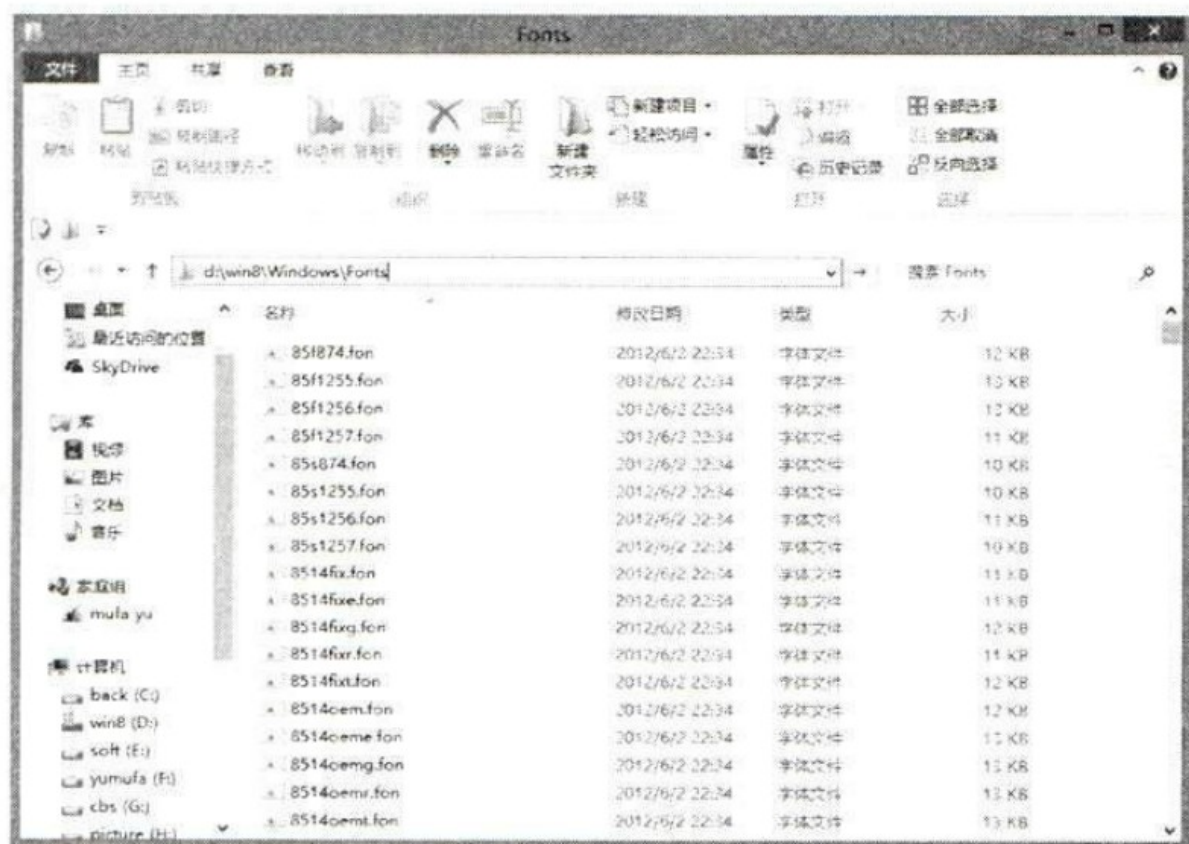 Fonts
文件 主页 共享 查看
复制 粘贴 剪切 复制路径 粘贴快捷方式 移动到 复制到 删除 重命名 新建文件夹 新建项目 轻松访问 属性 打开 编辑 历史记录 全部选择 全部取消 反向选择
剪贴板 组织 新建 打开 选择
d:\win8\Windows\Fonts 搜索 Fonts
桌面
最近访问的位置
SkyDrive
库
视频
图片
文档
音乐
家庭组
mufa yu
计算机
back (C:)
win8 (D:)
soft (E:)
yumufa (F:)
cbs (G:)
picture (H:)
名称 修改日期 类型 大小
85f874.fon 2012/6/2 22:34 字体文件 12 KB
85f1255.fon 2012/6/2 22:34 字体文件 13 KB
85f1256.fon 2012/6/2 22:34 字体文件 KB
85f1257.fon 2012/6/2 22:34 字体文件 11 KB
85s874.fon 2012/6/2 22:34 字体文件 10 KB
85s1255.fon 2012/6/2 22:34 字体文件 10 KB
85s1256.fon 2012/6/2 22:34 字体文件 11 KB
85s1257.fon 2012/6/2 22:34 字体文件 10 KB
8514fix.fon 2012/6/2 22:34 字体文件 11 KB
8514fixe.fon 2012/6/2 22:34 字体文件 11 KB
8514fixg.fon 2012/6/2 22:34 字体文件 12 KB
8514fixr.fon 2012/6/2 22:34 字体文件 11 KB
8514fixt.fon 2012/6/2 22:34 字体文件 12 KB
8514oem.fon 2012/6/2 22:34 字体文件 12 KB
8514oeme.fon 2012/6/2 22:34 字体文件 KB
8514oemg.fon 2012/6/2 22:34 字体文件 13 KB
8514oemr.fon 2012/6/2 22:34 字体文件 13 KB
8514oemt.fon 2012/6/2 22:34 字体文件 13 KB